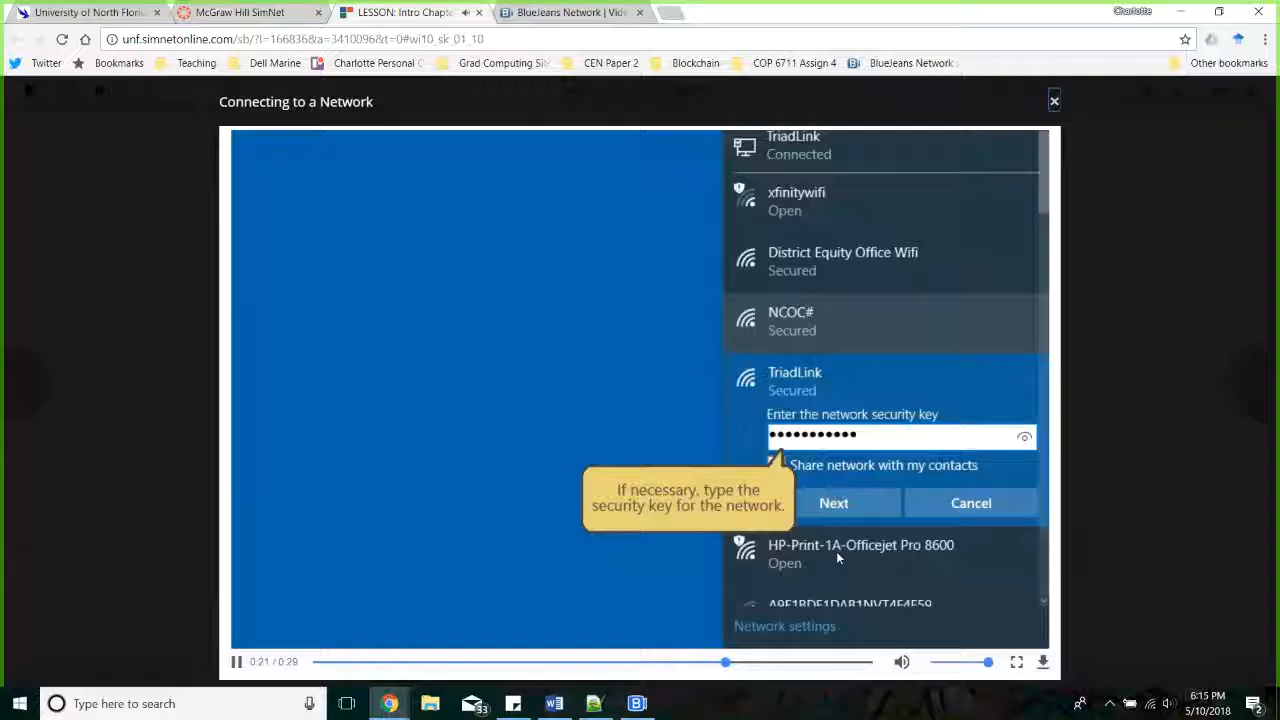 University of North Floric
McGraw Hill SimNet
LESSON: Intro Chapte
BlueJeans Network | Vide
Charlotte
unf.simnetonline.com/sb/?l=166836&a=3410096&t=0#wi10_sk_01_10
Twitter
Bookmarks
Teaching
Dell Marine
Charlotte Personal C
Grad Computing Sc
CEN Paper 2
Blockchain
COP 6711 Assign 4
BlueJeans Network
Other bookmarks
Connecting to a Network
TriadLink
Connected
xfinitywifi
Open
District Equity Office Wifi
Secured
NCOC#
Secured
TriadLink
Secured
Enter the network security key
Share network with my contacts
If necessary, type the
security key for the network.
Next
Cancel
HP-Print-1A-Officejet Pro 8600
Open
Network settings
0:21 / 0:29
Type here to search
33
6:15 PM
5/10/2018
2